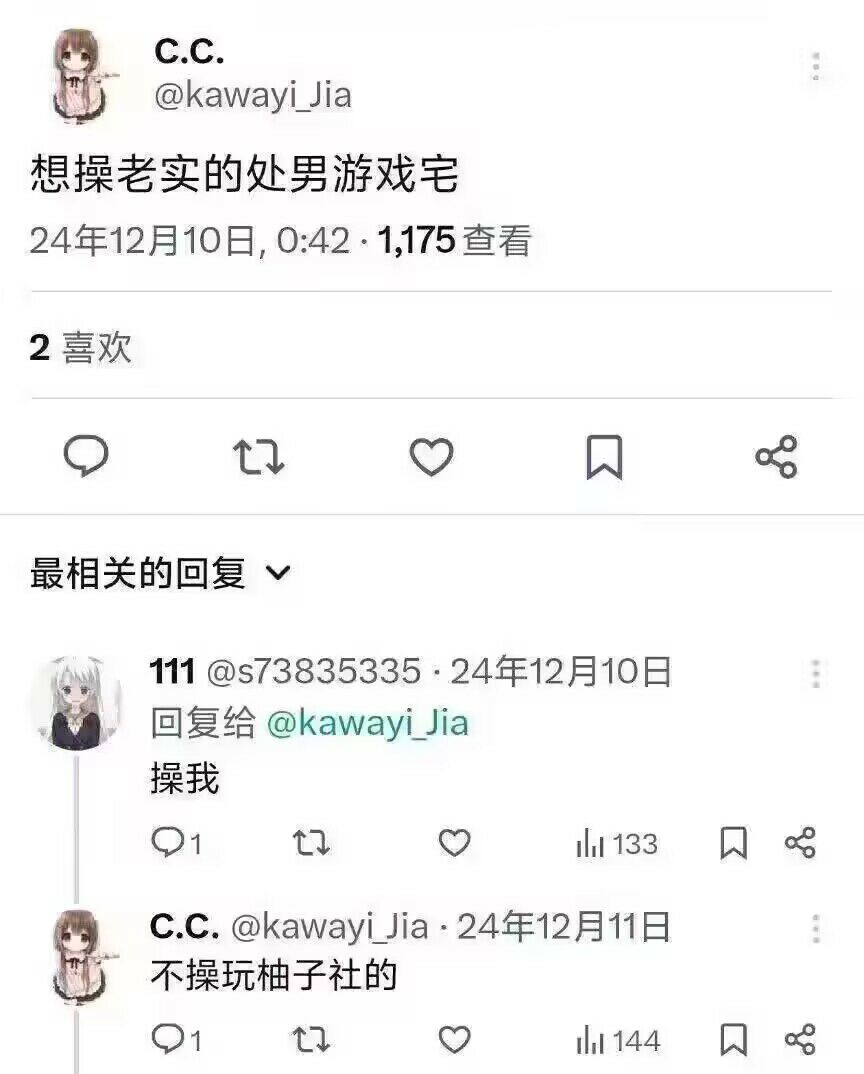 C.C.
@kawayi_Jia
想操老实的处男游戏宅
24年12月10日, 0:42 · 1,175 查看
2 喜欢
最相关的回复
111 @s73835335 · 24年12月10日
回复给 @kawayi_Jia
操我
1 133
C.C. @kawayi_Jia · 24年12月11日
不操玩柚子社的
1 144